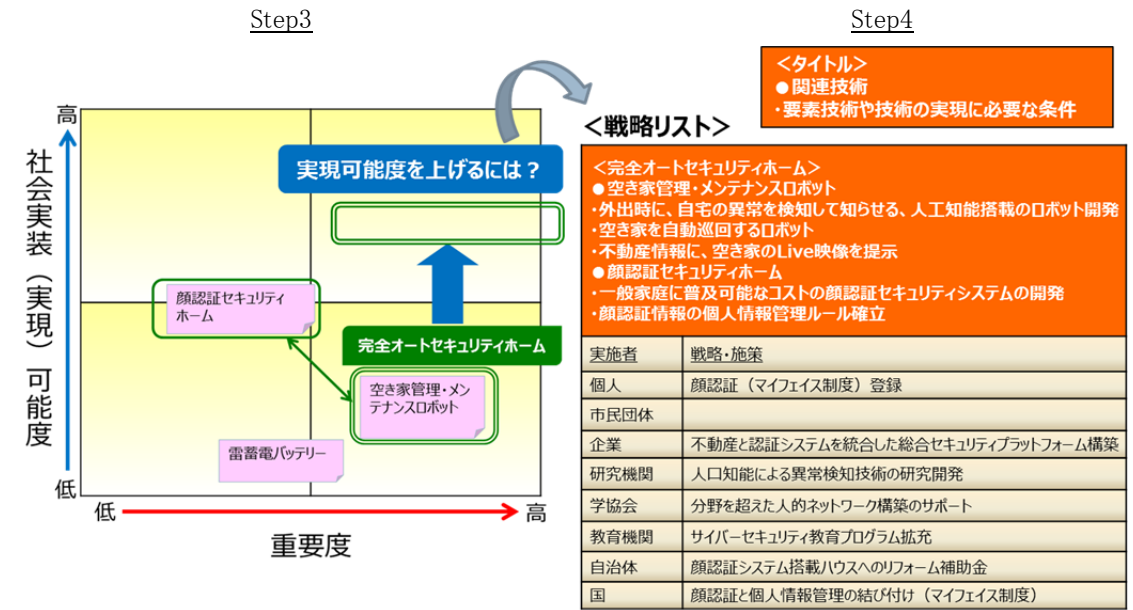 Step3
Step4
高
社会実装（実現）可能度
低
低
高
重要度
実現可能度を上げるには？
顔認証セキュリティ
ホーム
完全オートセキュリティホーム
空き家管理・メン
テナンスロボット
雷蓄電バッテリー
＜タイトル＞
●関連技術
・要素技術や技術の実現に必要な条件
＜戦略リスト＞
＜完全オートセキュリティホーム＞
●空き家管理・メンテナンスロボット
・外出時に、自宅の異常を検知して知らせる、人工知能搭載のロボット開発
・空き家を自動巡回するロボット
・不動産情報に、空き家のLive映像を提示
●顔認証セキュリティホーム
・一般家庭に普及可能なコストの顔認証セキュリティシステムの開発
・顔認証情報の個人情報管理ルール確立
実施者 戦略・施策
個人 顔認証（マイフェイス制度）登録
市民団体
企業 不動産と認証システムを統合した総合セキュリティプラットフォーム構築
研究機関 人口知能による異常検知技術の研究開発
学協会 分野を超えた人的ネットワーク構築のサポート
教育機関 サイバーセキュリティ教育プログラム拡充
自治体 顔認証システム搭載ハウスへのリフォーム補助金
国 顔認証と個人情報管理の結び付け（マイフェイス制度）